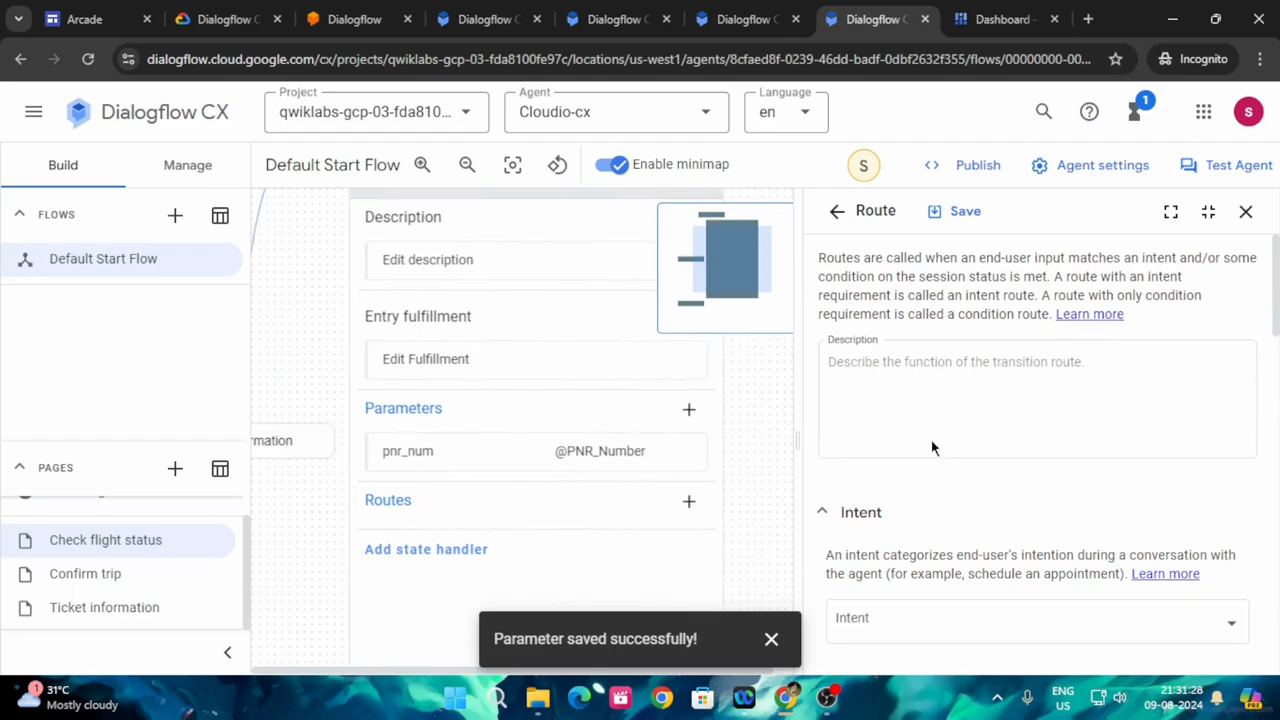 Arcade
Dialogflow C
Dialogflow
Dialogflow C
Dialogflow C
Dialogflow C
Dialogflow C
Dashboard –
dialogflow.cloud.google.com/cx/projects/qwiklabs-gcp-03-fda8100fe97c/locations/us-west1/agents/8cfaed8f-0239-46dd-badf-0dbf2632f355/flows/00000000-00...
Incognito
Dialogflow CX
Project
qwiklabs-gcp-03-fda810...
Agent
Cloudio-cx
Language
en
1
S
Build
Manage
Default Start Flow
Enable minimap
S
Publish
Agent settings
Test Agent
FLOWS
Default Start Flow
PAGES
Check flight status
Confirm trip
Ticket information
rmation
Description
Edit description
Entry fulfillment
Edit Fulfillment
Parameters
pnr_num @PNR_Number
Routes
Add state handler
Parameter saved successfully!
Route
Save
Routes are called when an end-user input matches an intent and/or some
condition on the session status is met. A route with an intent
requirement is called an intent route. A route with only condition
requirement is called a condition route. Learn more
Description
Describe the function of the transition route.
Intent
An intent categorizes end-user's intention during a conversation with
the agent (for example, schedule an appointment). Learn more
Intent
1
31°C
Mostly cloudy
ENG
US
21:31:28
09-08-2024
PRE